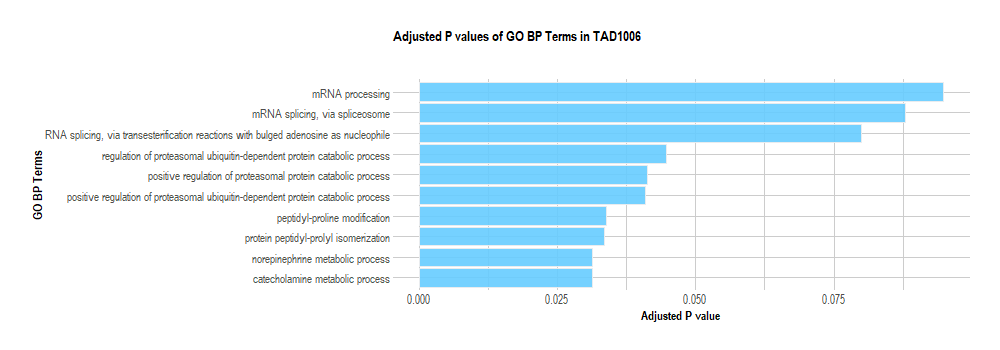 Adjusted P values of GO BP Terms in TAD1006
GO BP Terms
mRNA processing
mRNA splicing, via spliceosome
RNA splicing, via transesterification reactions with bulged adenosine as nucleophile
regulation of proteasomal ubiquitin-dependent protein catabolic process
positive regulation of proteasomal protein catabolic process
positive regulation of proteasomal ubiquitin-dependent protein catabolic process
peptidyl-proline modification
protein peptidyl-prolyl isomerization
norepinephrine metabolic process
catecholamine metabolic process
0.000 0.025 0.050 0.075
Adjusted P value